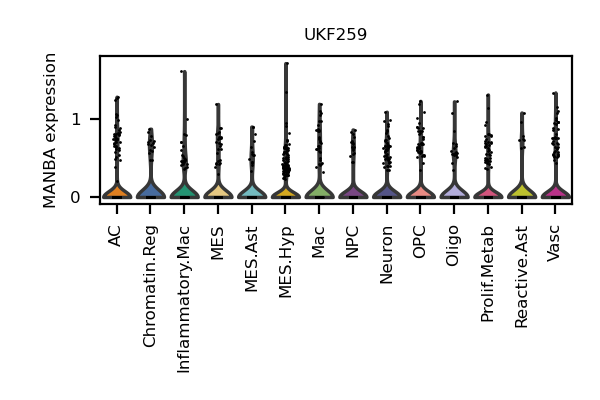 UKF259
MANBA expression
1
0
AC
Chromatin.Reg
Inflammatory.Mac
MES
MES.Ast
MES.Hyp
Mac
NPC
Neuron
OPC
Oligo
Prolif.Metab
Reactive.Ast
Vasc